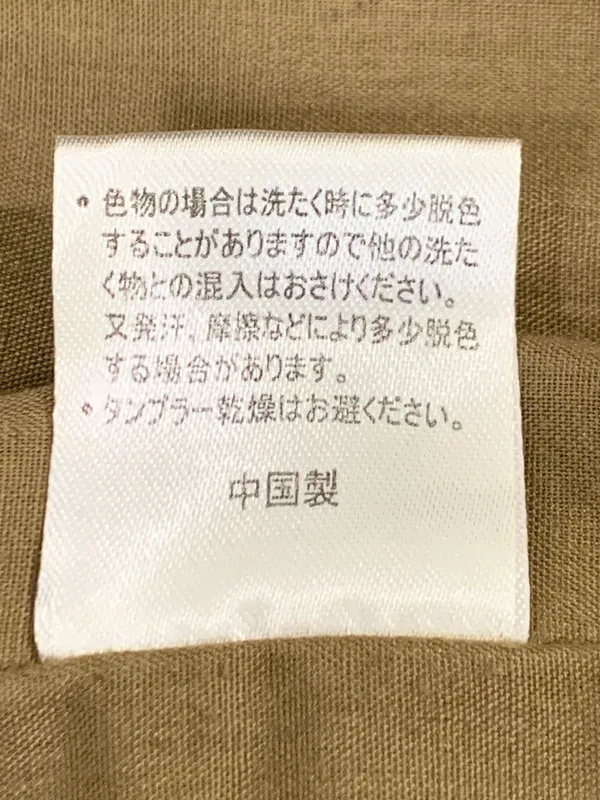 • 色物の場合は洗たく時に多少脱色
することがありますので他の洗た
く物との混入はおさけください。
又発汗、摩擦などにより多少脱色
する場合があります。
• タンブラー乾燥はお避ください。
中国製